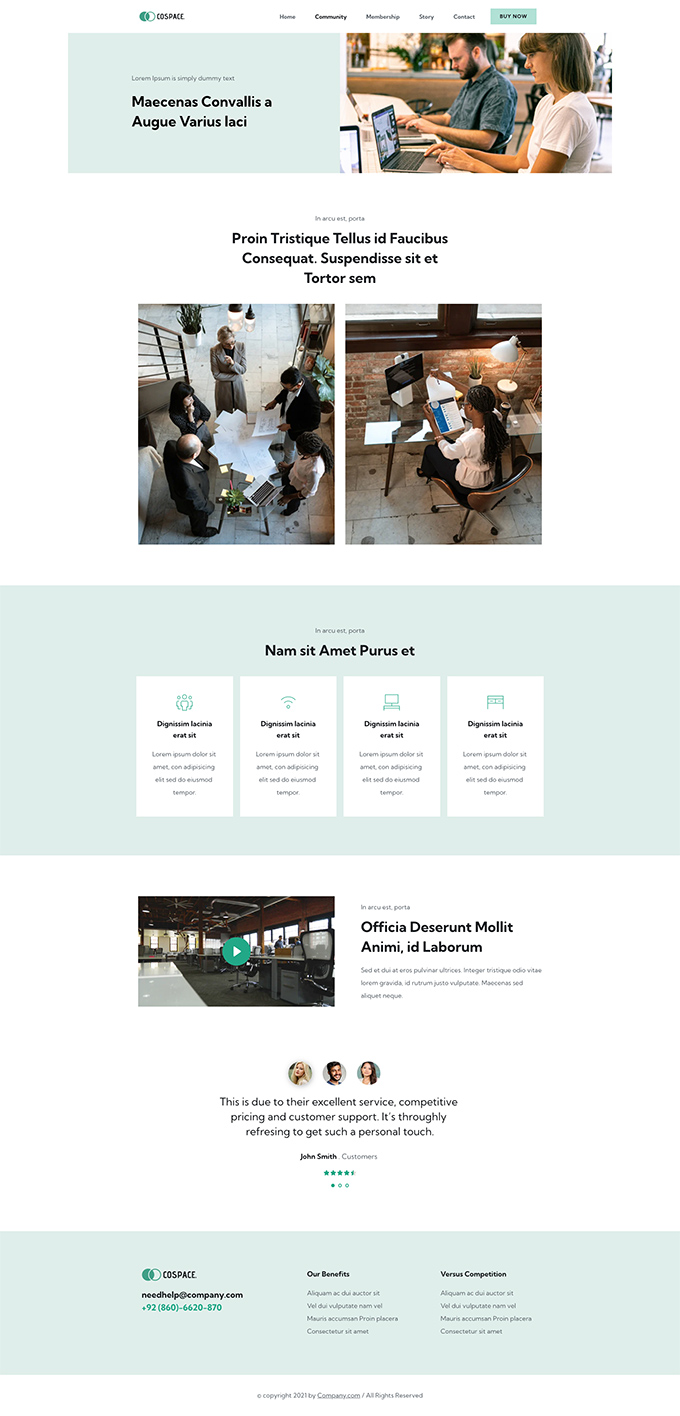 COSPACE.
Home Community Membership Story Contact BUY NOW
Lorem Ipsum is simply dummy text
Maecenas Convallis a
Augue Varius Iaci
In arcu est, porta
Proin Tristique Tellus id Faucibus
Consequat. Suspendisse sit et
Tortor sem
In arcu est, porta
Nam sit Amet Purus et
Dignissim lacinia
erat sit
Lorem ipsum dolor sit
amet, con adipisicing
elit sed do eiusmod
tempor.
Dignissim lacinia
erat sit
Lorem ipsum dolor sit
amet, con adipisicing
elit sed do eiusmod
tempor.
Dignissim lacinia
erat sit
Lorem ipsum dolor sit
amet, con adipisicing
elit sed do eiusmod
tempor.
Dignissim lacinia
erat sit
Lorem ipsum dolor sit
amet, con adipisicing
elit sed do eiusmod
tempor.
In arcu est, porta
Officia Deserunt Mollit
Animi, id Laborum
Sed et dui at eros pulvinar ultrices. Integer tristique odio vitae
lorem gravida, id rutrum justo vulputate. Maecenas sed
aliquet neque.
This is due to their excellent service, competitive
pricing and customer support. It's throughly
refresing to get such a personal touch.
John Smith . Customers
COSPACE.
needhelp@company.com
+92 (860)-6620-870
Our Benefits
Aliquam ac dui auctor sit
Vel dui vulputate nam vel
Mauris accumsan Proin placera
Consectetur sit amet
Versus Competition
Aliquam ac dui auctor sit
Vel dui vulputate nam vel
Mauris accumsan Proin placera
Consectetur sit amet
© copyright 2021 by Company.com / All Rights Reserved